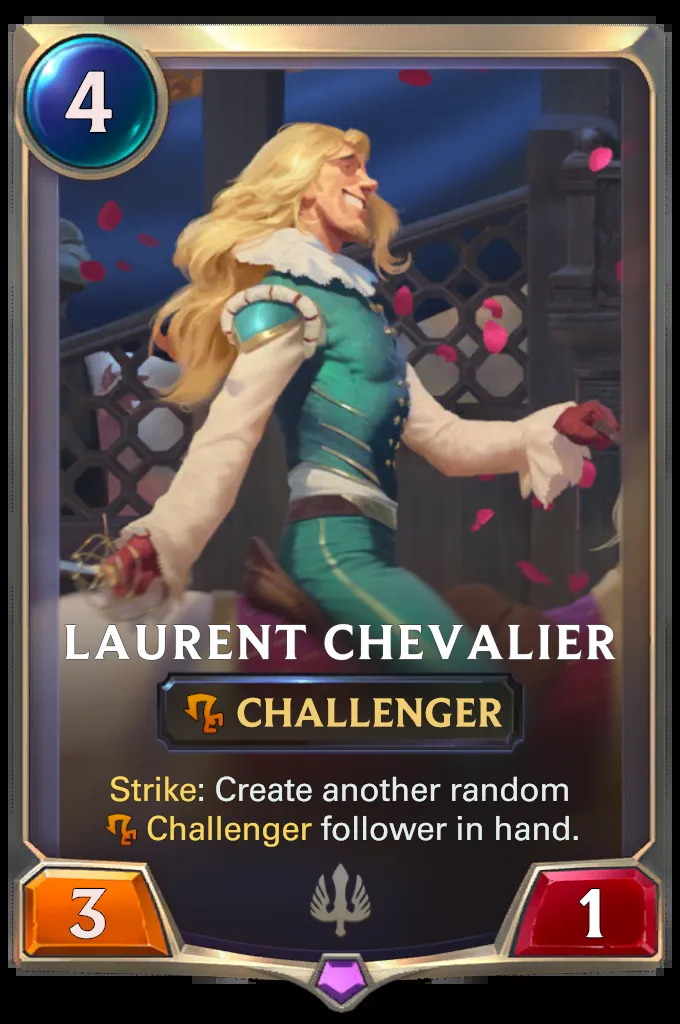 4
LAURENT CHEVALIER
CHALLENGER
Strike: Create another random
Challenger follower in hand.
3
1